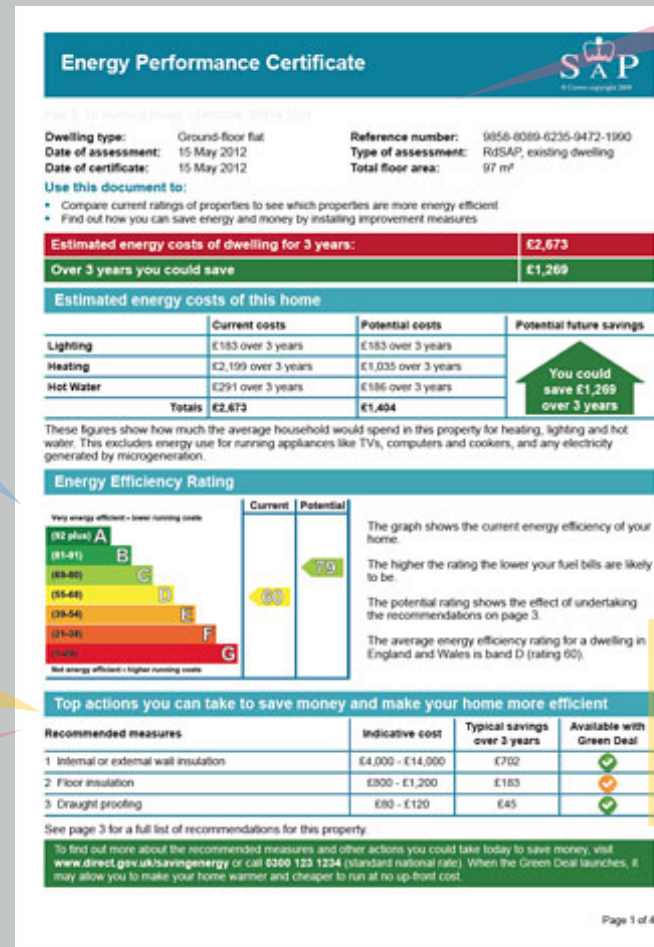 Energy Performance Certificate
SAP
© Crown copyright 2009
Dwelling type: Ground-floor flat Reference number: 9858-8089-6235-9472-1990
Date of assessment: 15 May 2012 Type of assessment: RdSAP, existing dwelling
Date of certificate: 15 May 2012 Total floor area: 97 m²
Use this document to:
• Compare current ratings of properties to see which properties are more energy efficient
• Find out how you can save energy and money by installing improvement measures
Estimated energy costs of dwelling for 3 years: £2,673
Over 3 years you could save £1,269
Estimated energy costs of this home
Current costs Potential costs Potential future savings
Lighting £183 over 3 years £183 over 3 years
Heating £2,199 over 3 years £1,035 over 3 years
Hot Water £291 over 3 years £186 over 3 years
Totals £2,673 £1,404
You could
save £1,269
over 3 years
These figures show how much the average household would spend in this property for heating, lighting and hot
water. This excludes energy use for running appliances like TVs, computers and cookers, and any electricity
generated by microgeneration.
Energy Efficiency Rating
Current Potential
Very energy efficient - lower running costs
(92 plus) A
(81-91) B
(69-80) C
(55-68) D
(39-54) E
(21-38) F
(1-20) G
Not energy efficient - higher running costs
60
79
The graph shows the current energy efficiency of your
home.
The higher the rating the lower your fuel bills are likely
to be.
The potential rating shows the effect of undertaking
the recommendations on page 3.
The average energy efficiency rating for a dwelling in
England and Wales is band D (rating 60).
Top actions you can take to save money and make your home more efficient
Recommended measures Indicative cost Typical savings over 3 years Available with Green Deal
1 Internal or external wall insulation £4,000 - £14,000 £702
2 Floor insulation £800 - £1,200 £183
3 Draught proofing £80 - £120 £45
See page 3 for a full list of recommendations for this property.
To find out more about the recommended measures and other actions you could take today to save money, visit
www.direct.gov.uk/savingenergy or call 0300 123 1234 (standard national rate). When the Green Deal launches, it
may allow you to make your home warmer and cheaper to run at no up-front cost.
Page 1 of 4